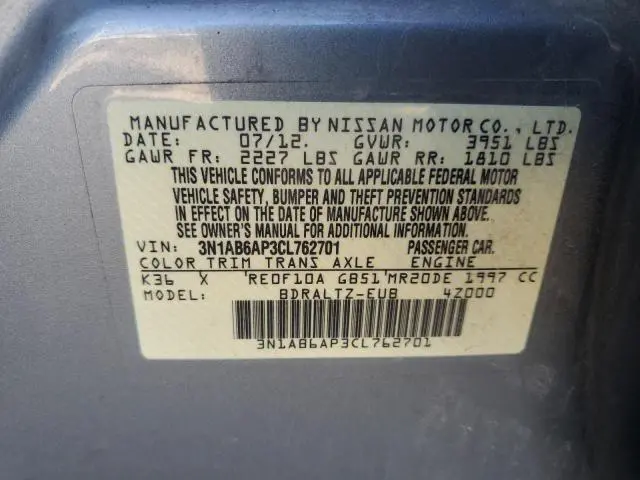 MANUFACTURED BY NISSAN MOTOR CO., LTD.
DATE: 07/12. GVWR: 3951 LBS
GAWR FR: 2227 LBS GAWR RR: 1810 LBS
THIS VEHICLE CONFORMS TO ALL APPLICABLE FEDERAL MOTOR
VEHICLE SAFETY, BUMPER, AND THEFT PREVENTION STANDARDS
IN EFFECT ON THE DATE OF MANUFACTURE SHOWN ABOVE.
SEE OWNER'S MANUAL FOR ADDITIONAL INFORMATION.
VIN: 3N1AB6AP3CL762701 PASSENGER CAR.
COLOR TRIM TRANS AXLE ENGINE
K36 X RE0F10A GB51 MR20DE 1997 CC
MODEL: BDRALTZ-EUB 4Z000
3N1AB6AP3CL762701